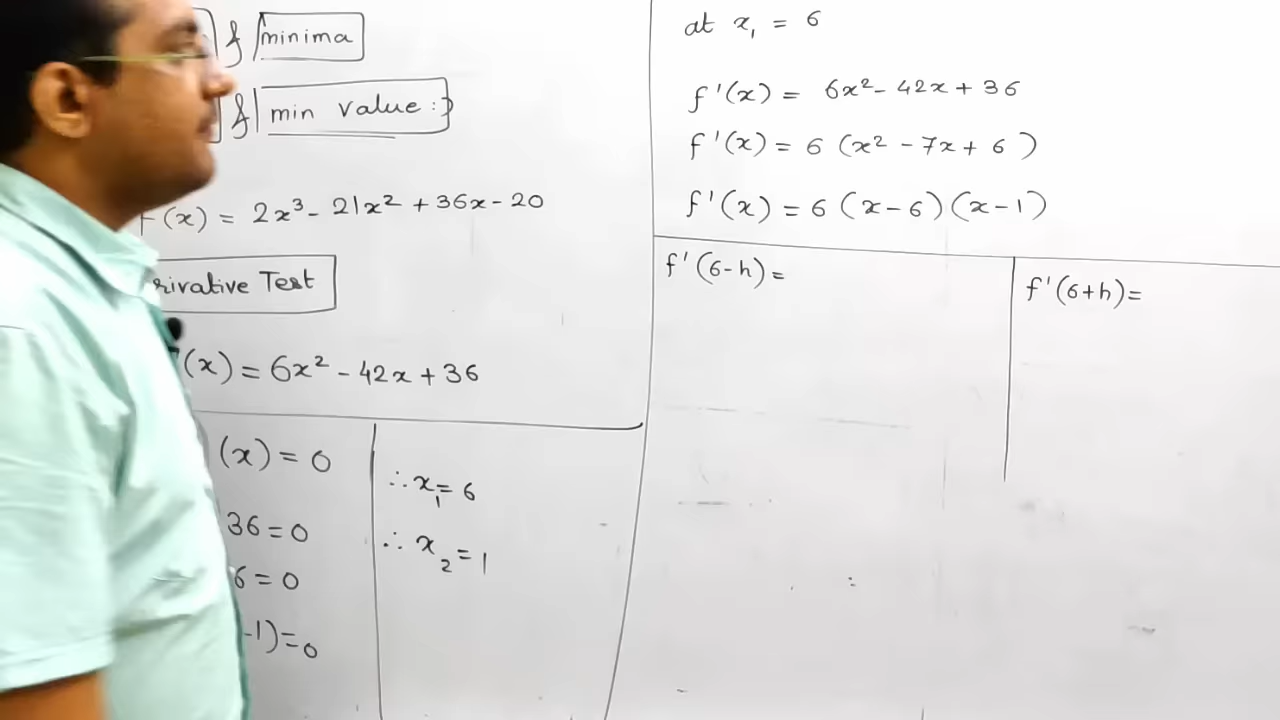 & minima
& min value :}
f(x) = 2x³ - 21x² + 36x - 20
rivative Test
(x) = 6x² - 42x + 36
(x) = 0
36 = 0
6 = 0
-1) = 0
∴ x₁ = 6
∴ x₂ = 1
at x₁ = 6
f'(x) = 6x² - 42x + 36
f'(x) = 6 (x² - 7x + 6 )
f'(x) = 6 (x-6)(x-1)
f'(6-h) =
f'(6+h) =